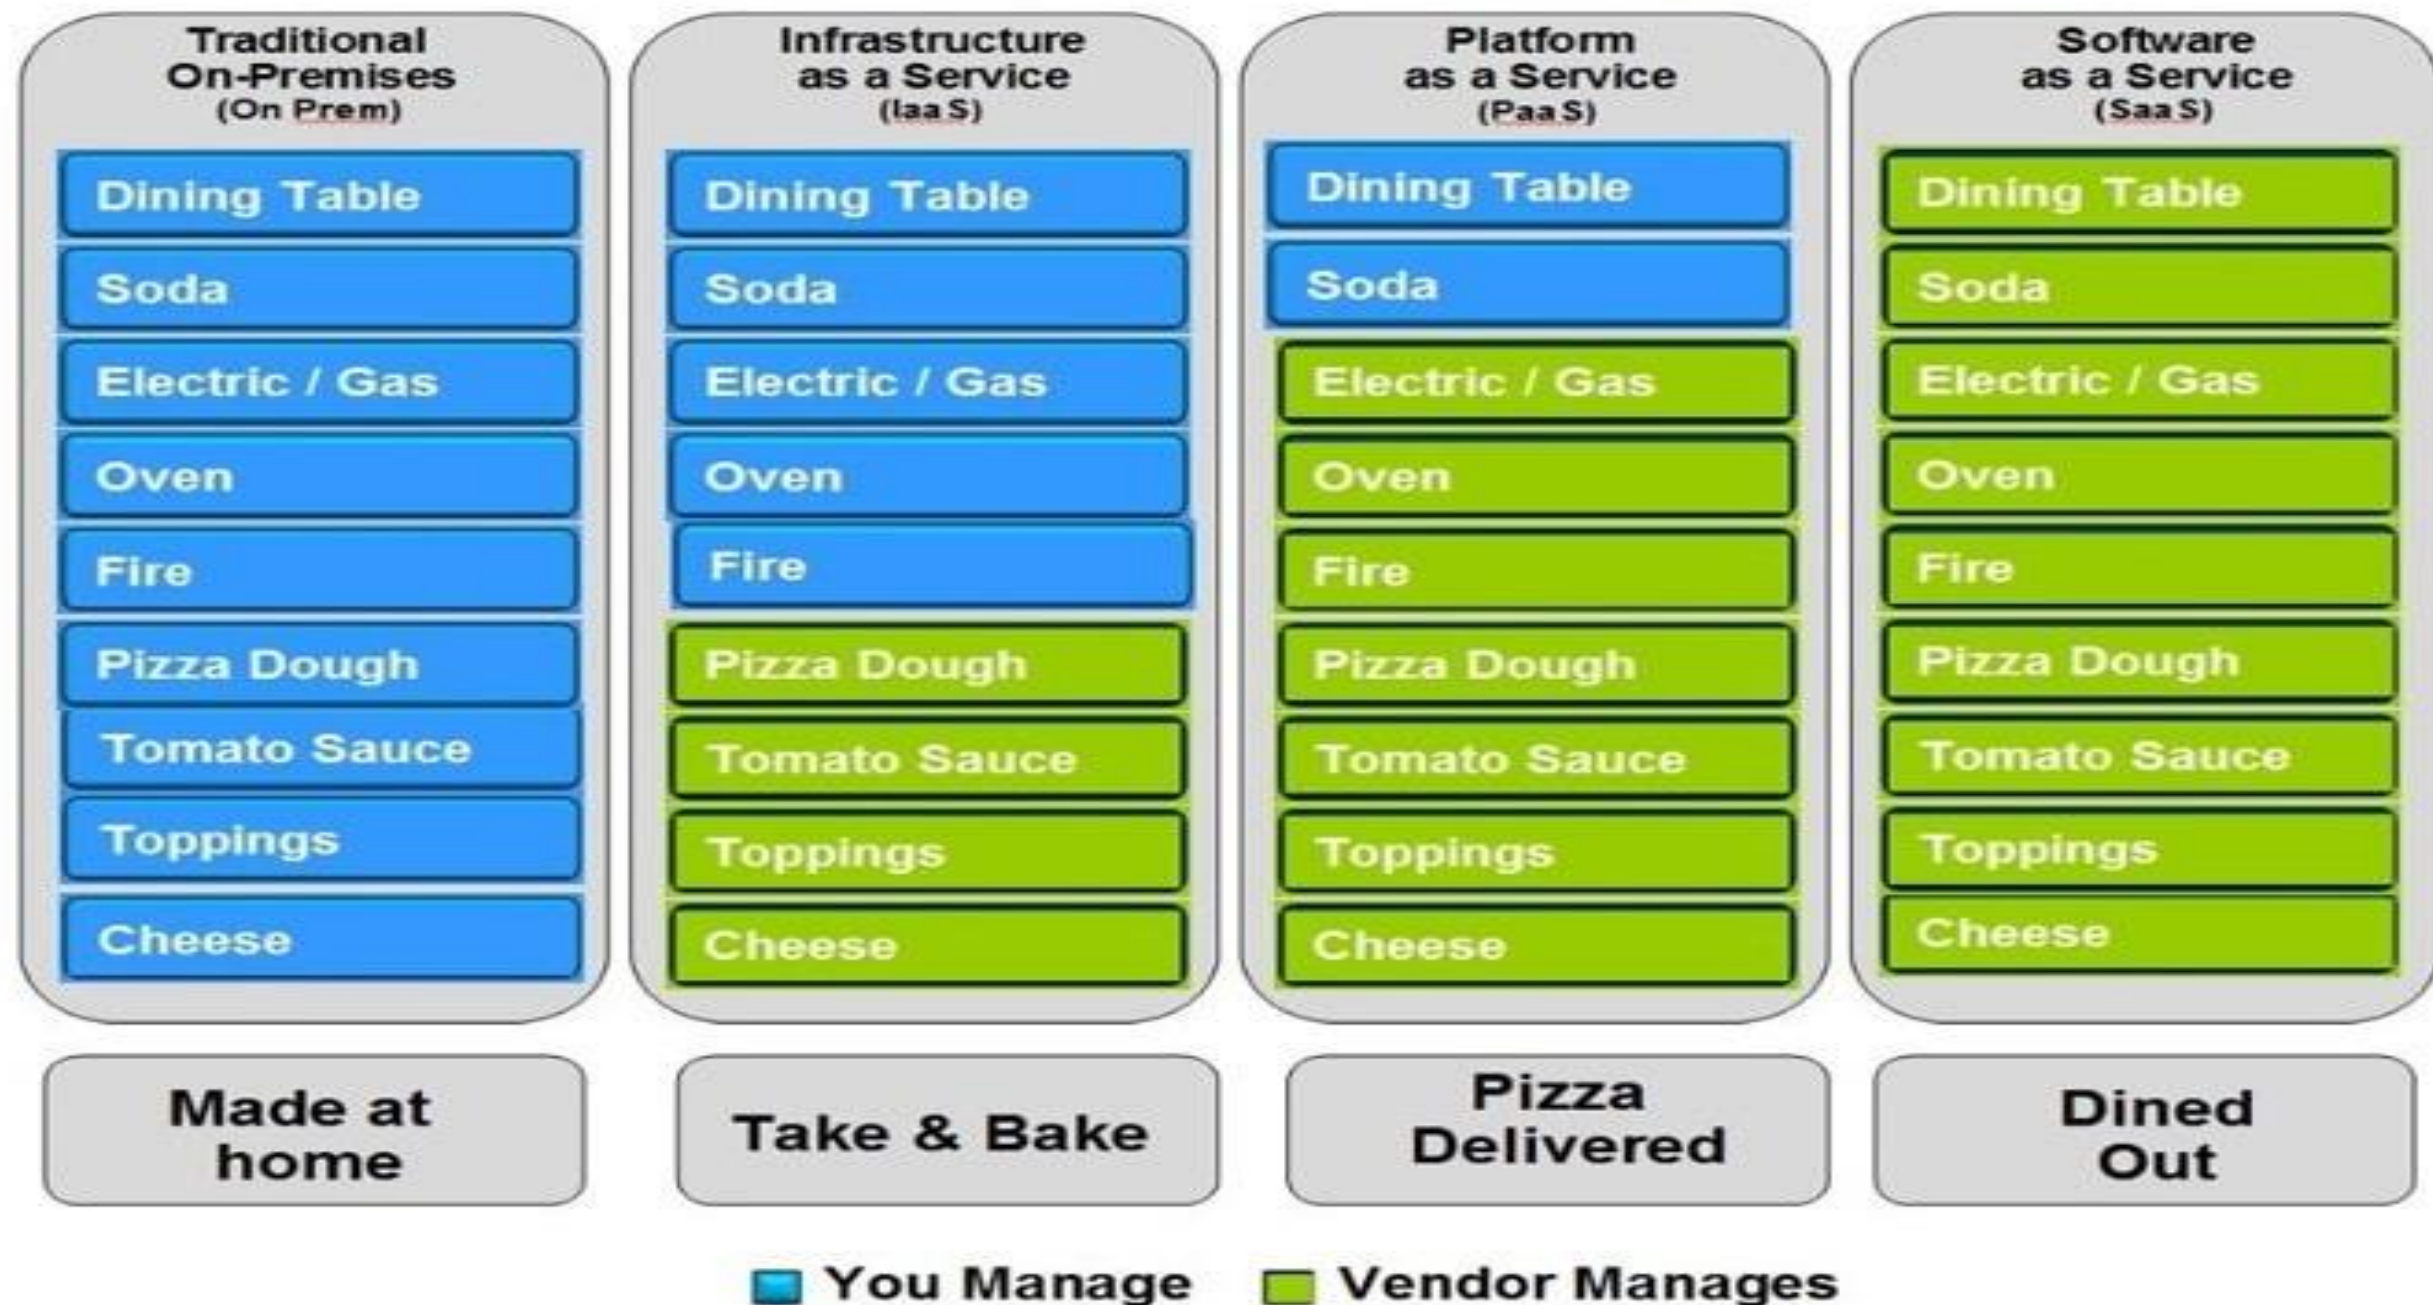 Traditional
On-Premises
(On Prem)
Dining Table
Soda
Electric / Gas
Oven
Fire
Pizza Dough
Tomato Sauce
Toppings
Cheese
Made at
home
Infrastructure
as a Service
(IaaS)
Dining Table
Soda
Electric / Gas
Oven
Fire
Pizza Dough
Tomato Sauce
Toppings
Cheese
Take & Bake
Platform
as a Service
(PaaS)
Dining Table
Soda
Electric / Gas
Oven
Fire
Pizza Dough
Tomato Sauce
Toppings
Cheese
Pizza
Delivered
Software
as a Service
(SaaS)
Dining Table
Soda
Electric / Gas
Oven
Fire
Pizza Dough
Tomato Sauce
Toppings
Cheese
Dined
Out
You Manage
Vendor Manages